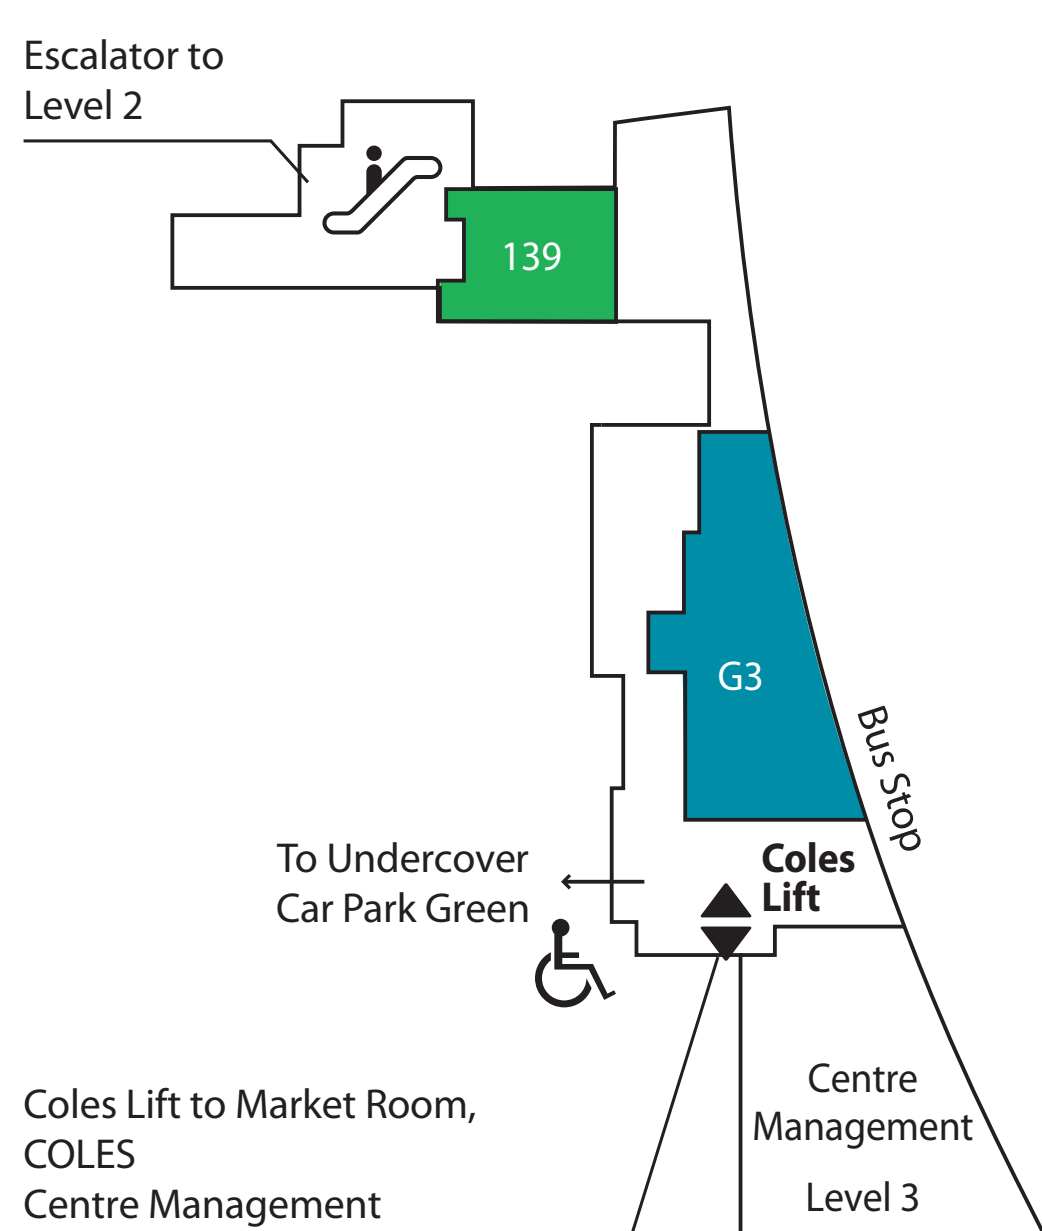 Escalator to
Level 2
139
G3
Bus Stop
To Undercover
Car Park Green
Coles
Lift
Centre
Management
Level 3
Coles Lift to Market Room,
COLES
Centre Management